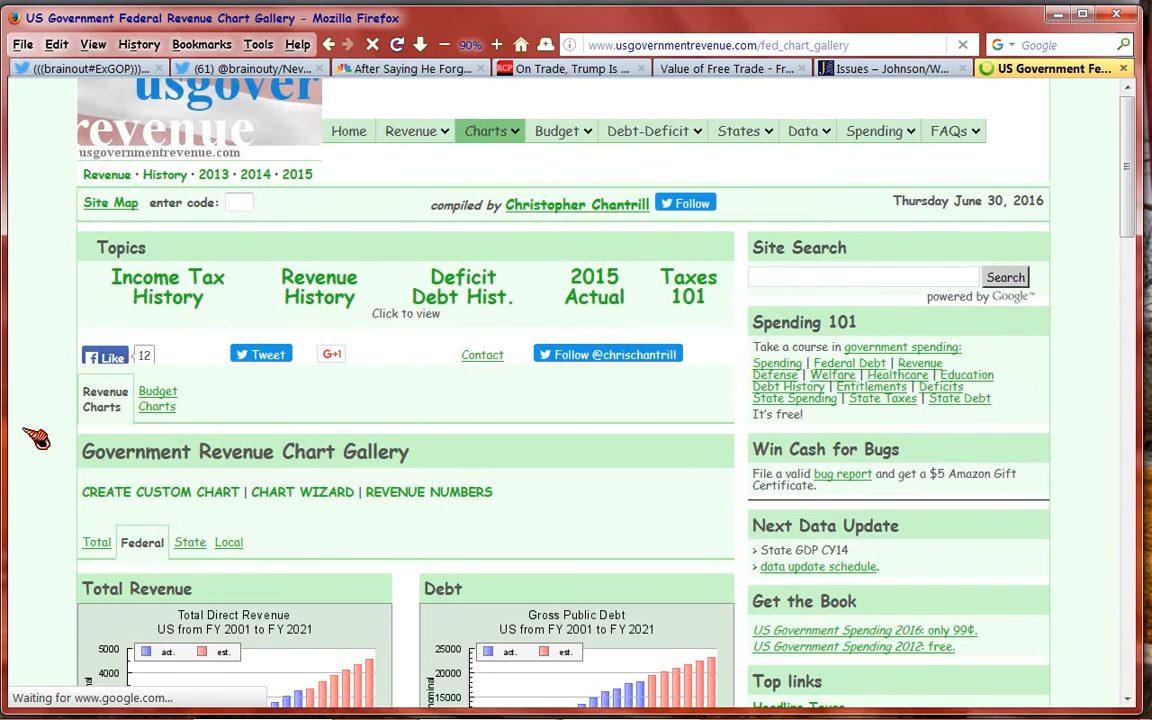 US Government Federal Revenue Chart Gallery - Mozilla Firefox
File Edit View History Bookmarks Tools Help 90% www.usgovernmentrevenue.com/fed_chart_gallery Google
(((brainout#ExGOP)))... (61) @brainouty/Nev... After Saying He Forg... RCP On Trade, Trump Is ... Value of Free Trade - Fr... Issues – Johnson/W... US Government Fe...
usgover
revenue
usgovernmentrevenue.com
Home Revenue Charts Budget Debt-Deficit States Data Spending FAQs
Revenue · History · 2013 · 2014 · 2015
Site Map enter code: compiled by Christopher Chantrill Follow Thursday June 30, 2016
Topics
Income Tax History
Revenue History
Deficit Debt Hist.
2015 Actual
Taxes 101
Click to view
Like 12 Tweet G+1 Contact Follow @chrischantrill
Revenue Charts
Budget Charts
Government Revenue Chart Gallery
CREATE CUSTOM CHART | CHART WIZARD | REVENUE NUMBERS
Total Federal State Local
Total Revenue
Total Direct Revenue
US from FY 2001 to FY 2021
5000
act. est.
4000
Debt
Gross Public Debt
US from FY 2001 to FY 2021
25000
act. est.
20000
15000
Site Search
Search
powered by Google™
Spending 101
Take a course in government spending:
Spending | Federal Debt | Revenue
Defense | Welfare | Healthcare | Education
Debt History | Entitlements | Deficits
State Spending | State Taxes | State Debt
It's free!
Win Cash for Bugs
File a valid bug report and get a $5 Amazon Gift
Certificate.
Next Data Update
> State GDP CY14
> data update schedule.
Get the Book
US Government Spending 2016: only 99¢.
US Government Spending 2012: free.
Top links
Waiting for www.google.com...